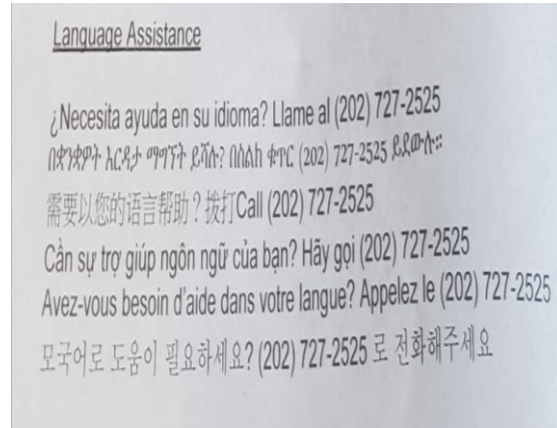 Language Assistance
¿Necesita ayuda en su idioma? Llame al (202) 727-2525
በቋንቋዎት እርዳታ ማግኘት ይሻሉ? በስልክ ቁጥር (202) 727-2525 ይደውሉ።
需要以您的语言帮助？拨打Call (202) 727-2525
Cần sự trợ giúp ngôn ngữ của bạn? Hãy gọi (202) 727-2525
Avez-vous besoin d'aide dans votre langue? Appelez le (202) 727-2525
모국어로 도움이 필요하세요? (202) 727-2525 로 전화해주세요